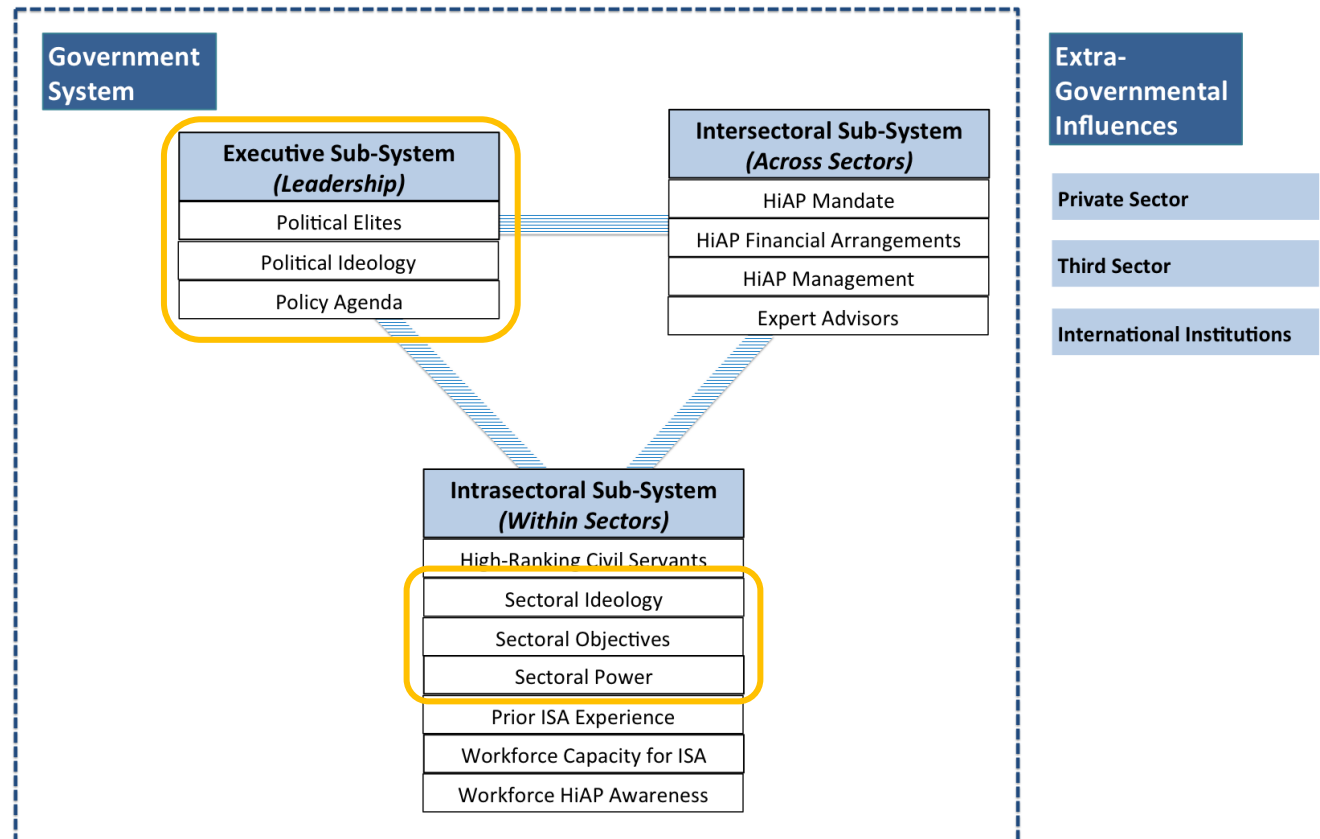 Government
System
Executive Sub-System
(Leadership)
Political Elites
Political Ideology
Policy Agenda
Intersectoral Sub-System
(Across Sectors)
HiAP Mandate
HiAP Financial Arrangements
HiAP Management
Expert Advisors
Intrasectoral Sub-System
(Within Sectors)
High-Ranking Civil Servants
Sectoral Ideology
Sectoral Objectives
Sectoral Power
Prior ISA Experience
Workforce Capacity for ISA
Workforce HiAP Awareness
Extra-
Governmental
Influences
Private Sector
Third Sector
International Institutions